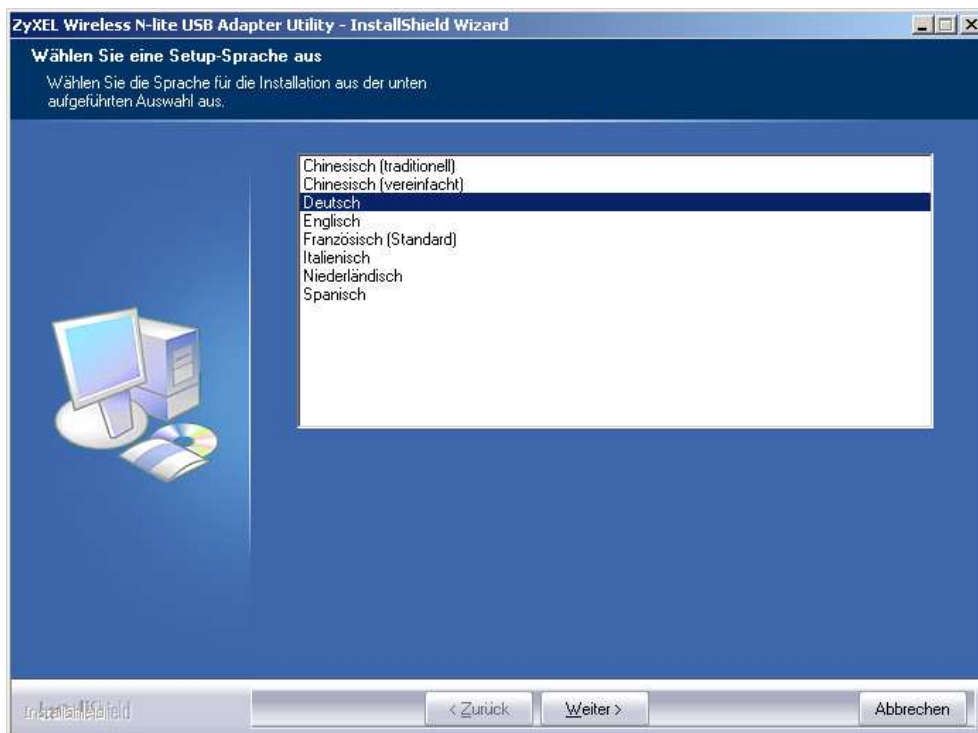 ZyXEL Wireless N-lite USB Adapter Utility - InstallShield Wizard
Wählen Sie eine Setup-Sprache aus
Wählen Sie die Sprache für die Installation aus der unten
aufgeführten Auswahl aus.
Chinesisch (traditionell)
Chinesisch (vereinfacht)
Deutsch
Englisch
Französisch (Standard)
Italienisch
Niederländisch
Spanisch
< Zurück
Weiter >
Abbrechen